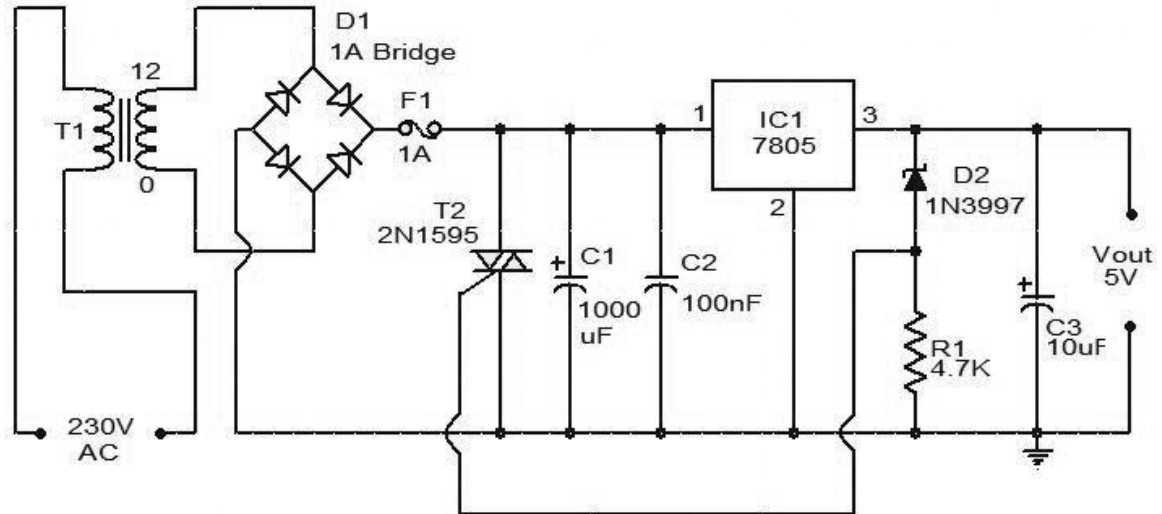 D1
1A Bridge
12
T1
0
F1
1A
1
IC1
7805
3
2
D2
1N3997
T2
2N1595
C1
+
1000
uF
C2
100nF
R1
4.7K
+
C3
10uF
Vout
5V
230V
AC